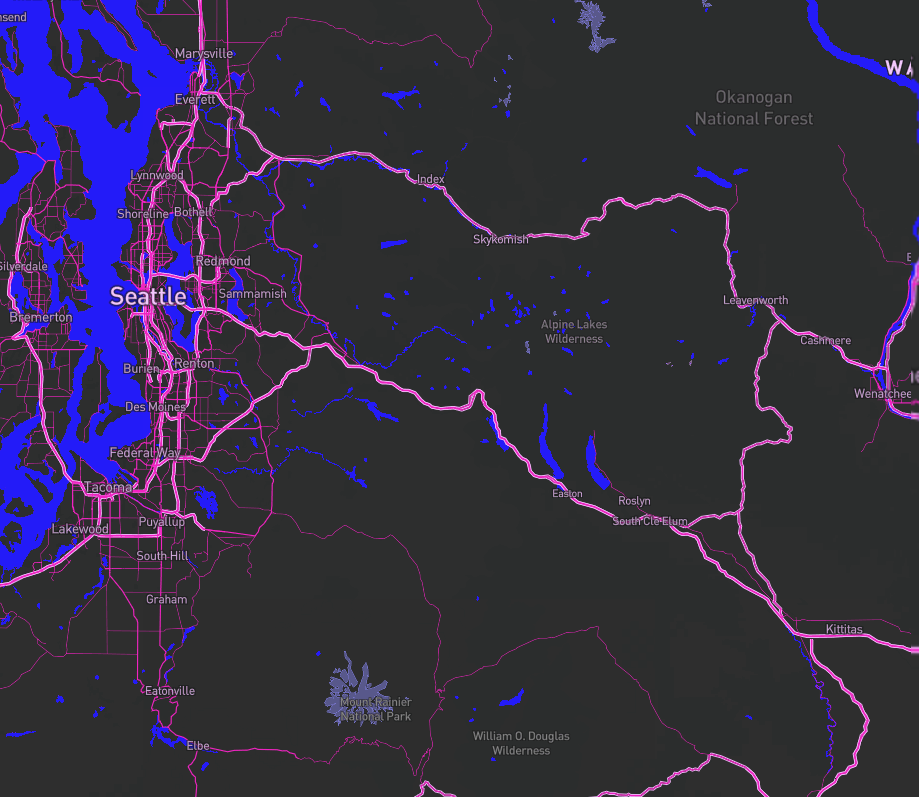 nsend
Marysville
WA
Everett
Okanogan
National Forest
Lynnwood
Index
Shoreline
Bothell
Skykomish
Redmond
E
Silverdale
Seattle
Sammamish
Leavenworth
Bremerton
Alpine Lakes
Wilderness
Cashmere
Renton
Burien
Wenatchee
Des Moines
Federal Way
Tacoma
Easton
Roslyn
Lakewood
Puyallup
South Cle Elum
South Hill
Graham
Kittitas
Eatonville
Mount Rainier
National Park
William O. Douglas
Wilderness
Elbe